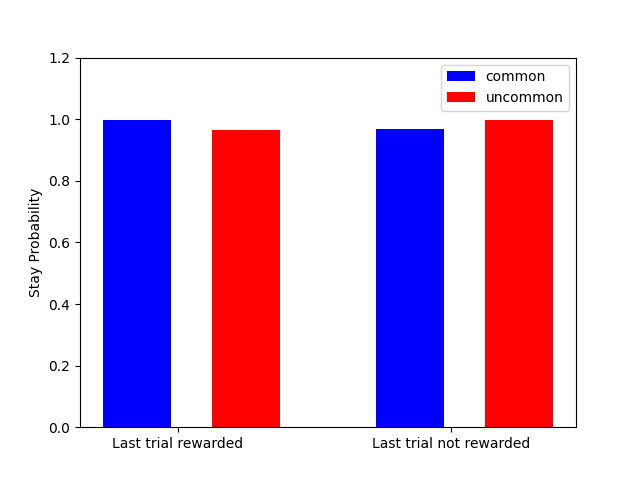 1.2
1.0
0.8
0.6
0.4
0.2
0.0
Stay Probability
common
uncommon
Last trial rewarded
Last trial not rewarded